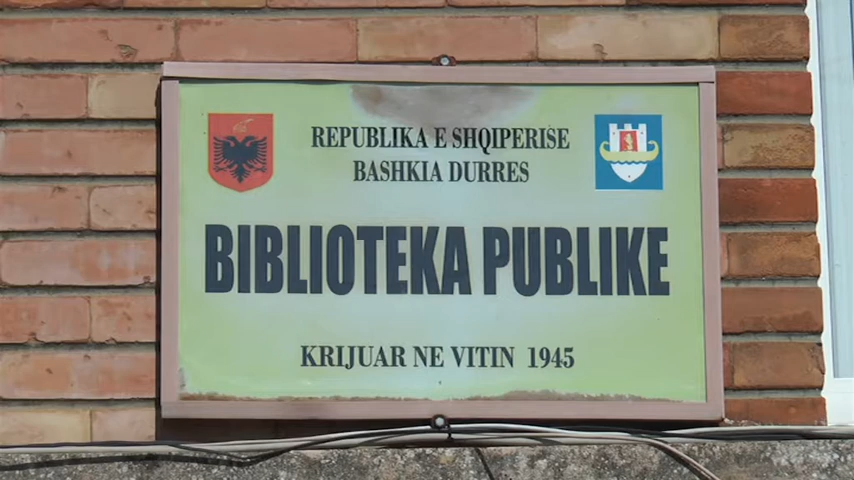 REPUBLIKA E SHQIPERISE
BASHKIA DURRES
BIBLIOTEKA PUBLIKE
KRIJUAR NE VITIN 1945